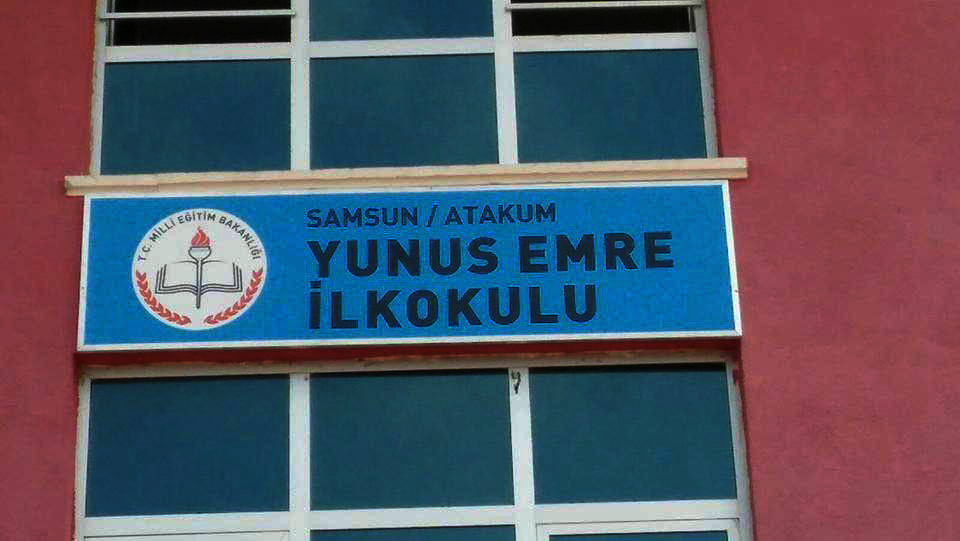 T.C. MİLLİ EĞİTİM BAKANLIĞI
SAMSUN / ATAKUM
YUNUS EMRE
İLKOKULU